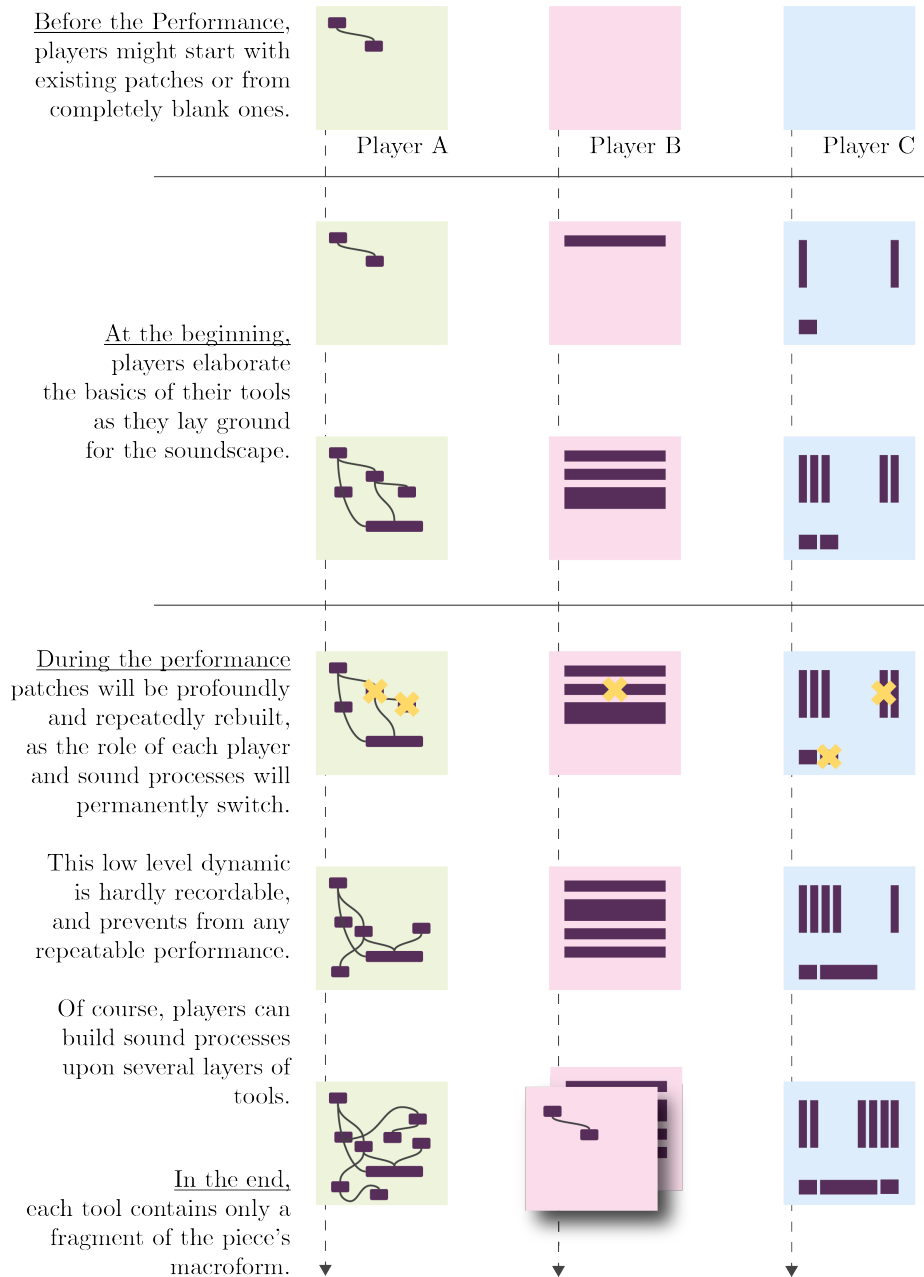 Before the Performance,
players might start with
existing patches or from
completely blank ones.
Player A
Player B
Player C
At the beginning,
players elaborate
the basics of their tools
as they lay ground
for the soundscape.
During the performance
patches will be profoundly
and repeatedly rebuilt,
as the role of each player
and sound processes will
permanently switch.
This low level dynamic
is hardly recordable,
and prevents from any
repeatable performance.
Of course, players can
build sound processes
upon several layers of
tools.
In the end,
each tool contains only a
fragment of the piece's
macroform.